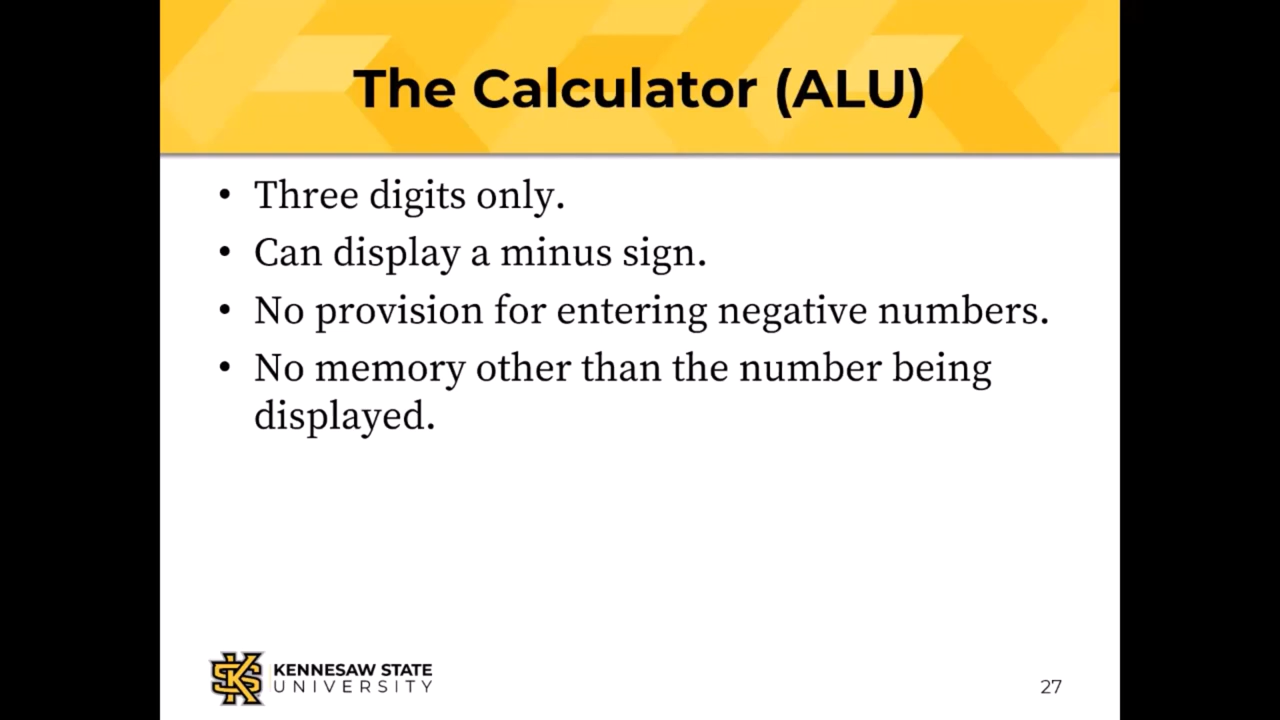 The Calculator (ALU)
• Three digits only.
• Can display a minus sign.
• No provision for entering negative numbers.
• No memory other than the number being
displayed.
KENNESAW STATE
UNIVERSITY
27